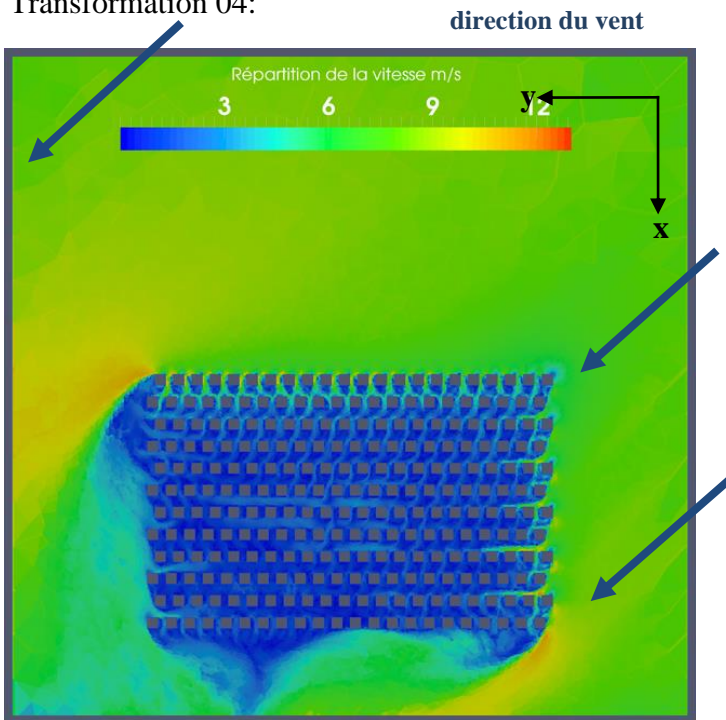 Transformation 04:
direction du vent
Répartition de la vitesse m/s
3 6 9 12
y
x